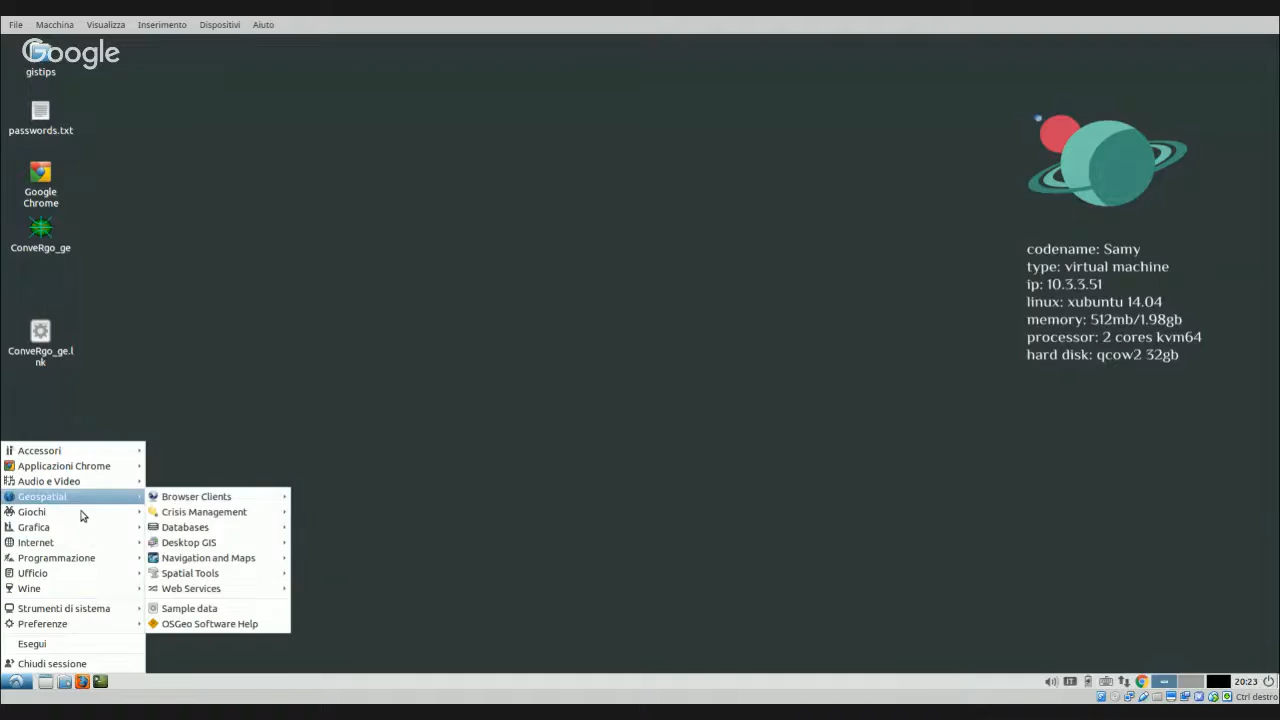 File Macchina Visualizza Inserimento Dispositivi Aiuto
Google
gistips
passwords.txt
Google
Chrome
ConveRgo_ge
ConveRgo_ge.l
nk
codename: Samy
type: virtual machine
ip: 10.3.3.51
linux: xubuntu 14.04
memory: 512mb/1.98gb
processor: 2 cores kvm64
hard disk: qcow2 32gb
Accessori
Applicazioni Chrome
Audio e Video
Geospatial
Giochi
Grafica
Internet
Programmazione
Ufficio
Wine
Strumenti di sistema
Preferenze
Esegui
Chiudi sessione
Browser Clients
Crisis Management
Databases
Desktop GIS
Navigation and Maps
Spatial Tools
Web Services
Sample data
OSGeo Software Help
IT
20:23
Ctrl destro